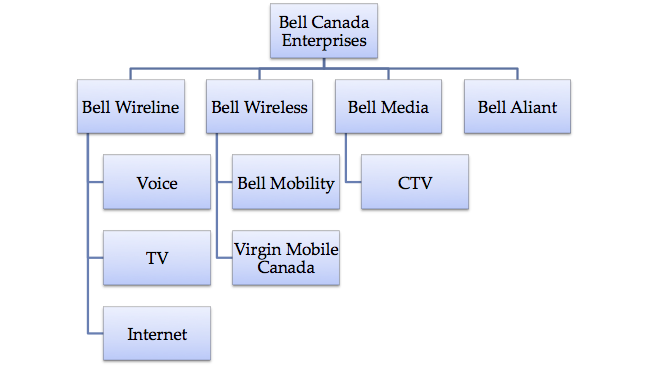 Bell Canada
Enterprises
Bell Wireline
Bell Wireless
Bell Media
Bell Aliant
Voice
Bell Mobility
CTV
TV
Virgin Mobile
Canada
Internet